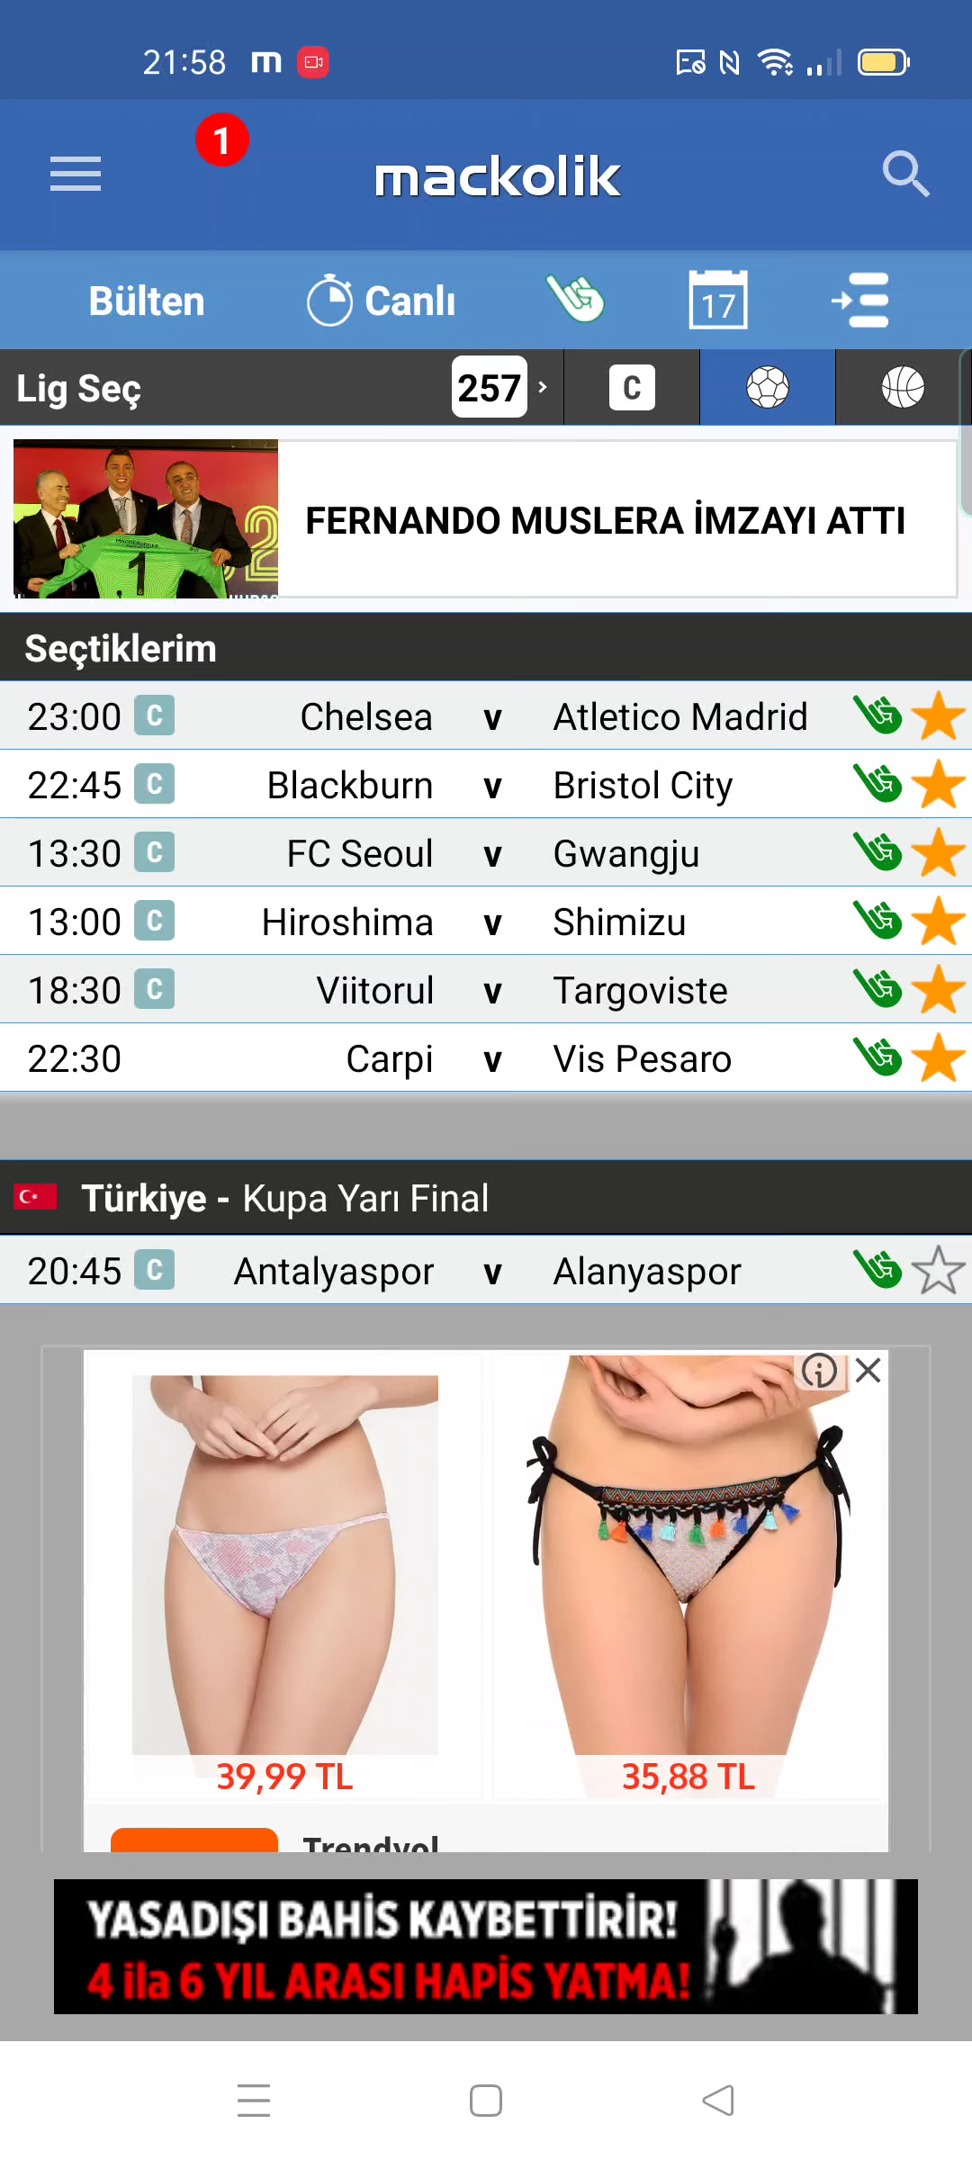 21:58 m
1
mackolik
Bülten Canlı 17
Lig Seç 257 › C
FERNANDO MUSLERA İMZAYI ATTI
1
Seçtiklerim
23:00 C Chelsea v Atletico Madrid
22:45 C Blackburn v Bristol City
13:30 C FC Seoul v Gwangju
13:00 C Hiroshima v Shimizu
18:30 C Viitorul v Targoviste
22:30 Carpi v Vis Pesaro
Türkiye - Kupa Yarı Final
20:45 C Antalyaspor v Alanyaspor
39,99 TL 35,88 TL
Trendyol
YASADIŞI BAHİS KAYBETTİRİR!
4 ila 6 YIL ARASI HAPİS YATMA!